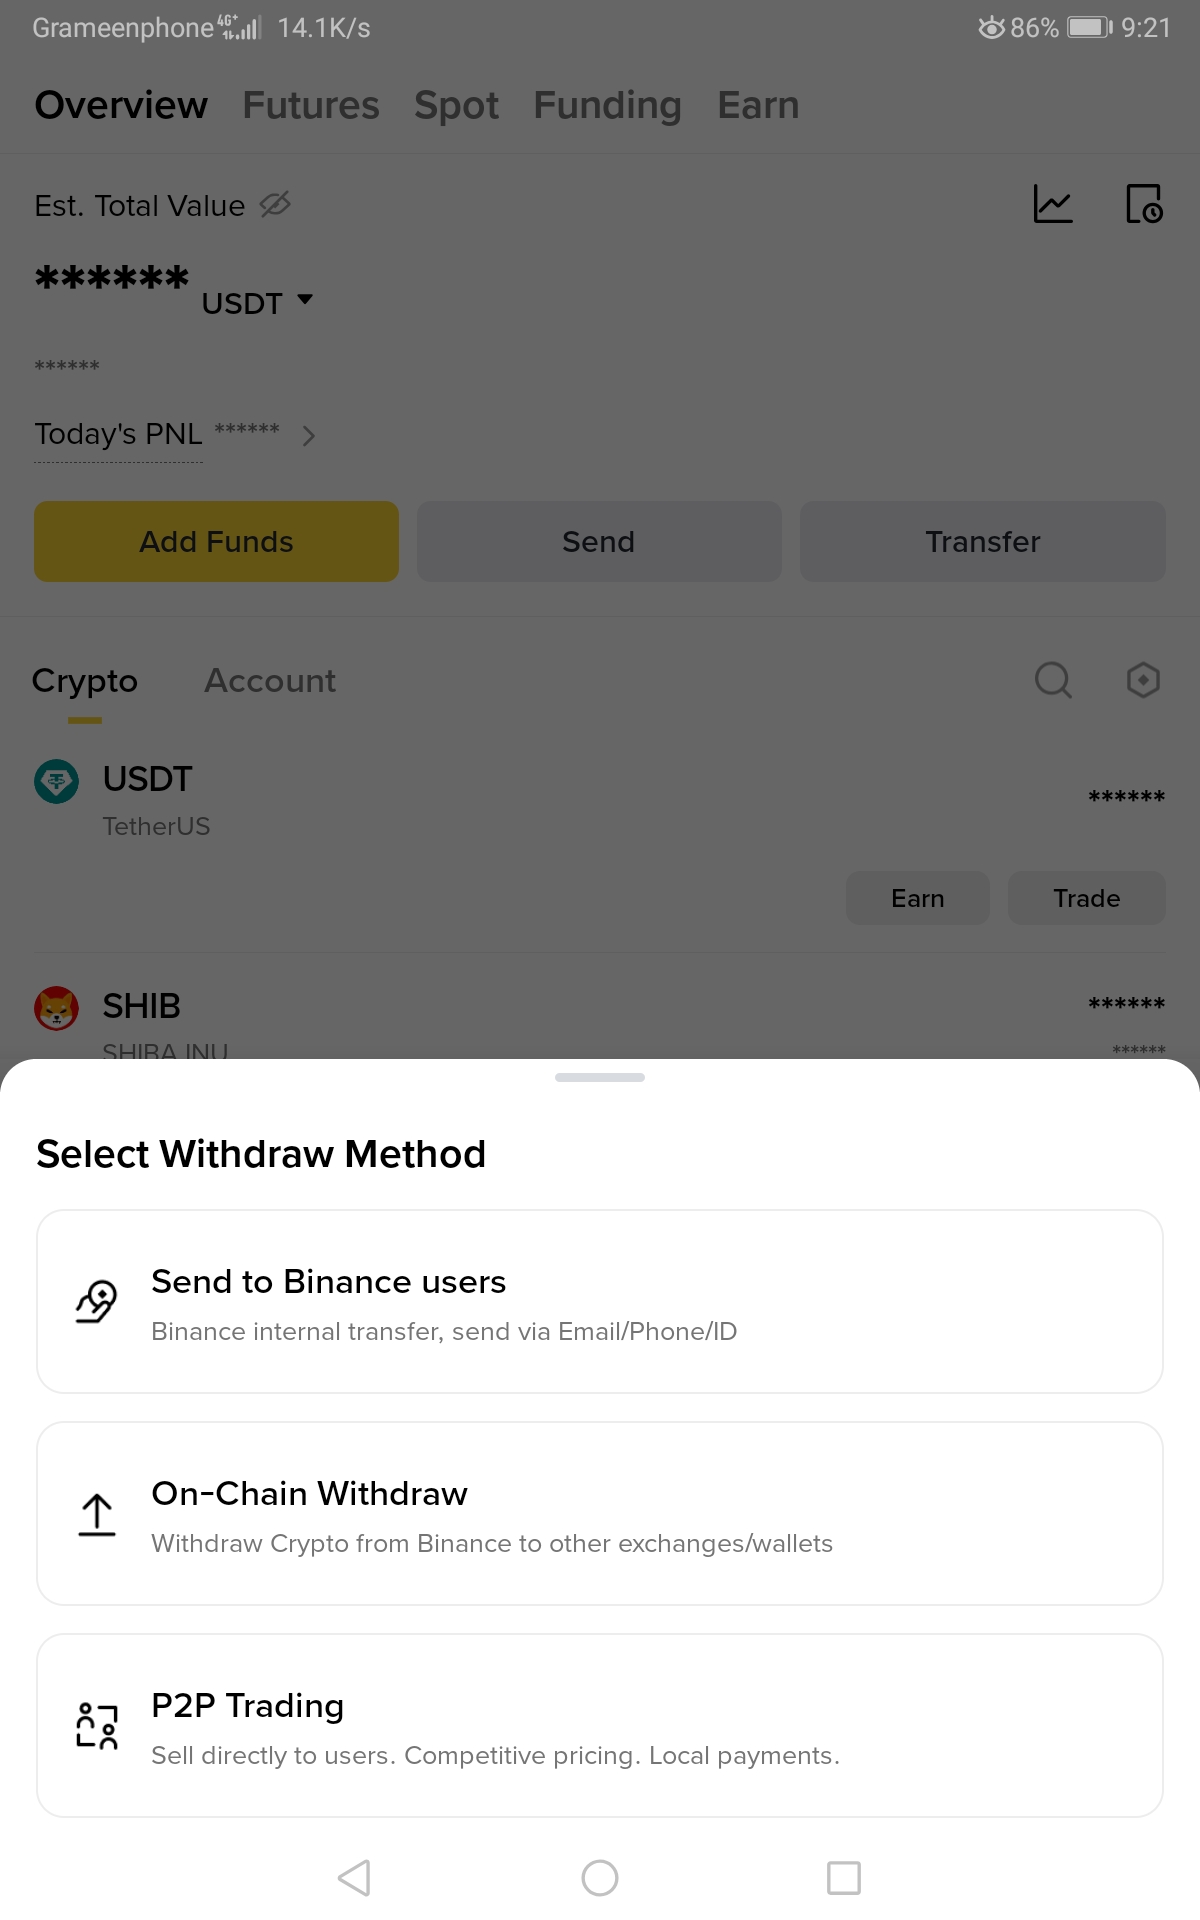 Grameenphone 4G+ 14.1K/s 86% 9:21
Overview Futures Spot Funding Earn
Est. Total Value
****** USDT
******
Today's PNL ******
Add Funds Send Transfer
Crypto Account
USDT
TetherUS
******
Earn Trade
SHIB ******
SHIBA INU ******
Select Withdraw Method
Send to Binance users
Binance internal transfer, send via Email/Phone/ID
On-Chain Withdraw
Withdraw Crypto from Binance to other exchanges/wallets
P2P Trading
Sell directly to users. Competitive pricing. Local payments.